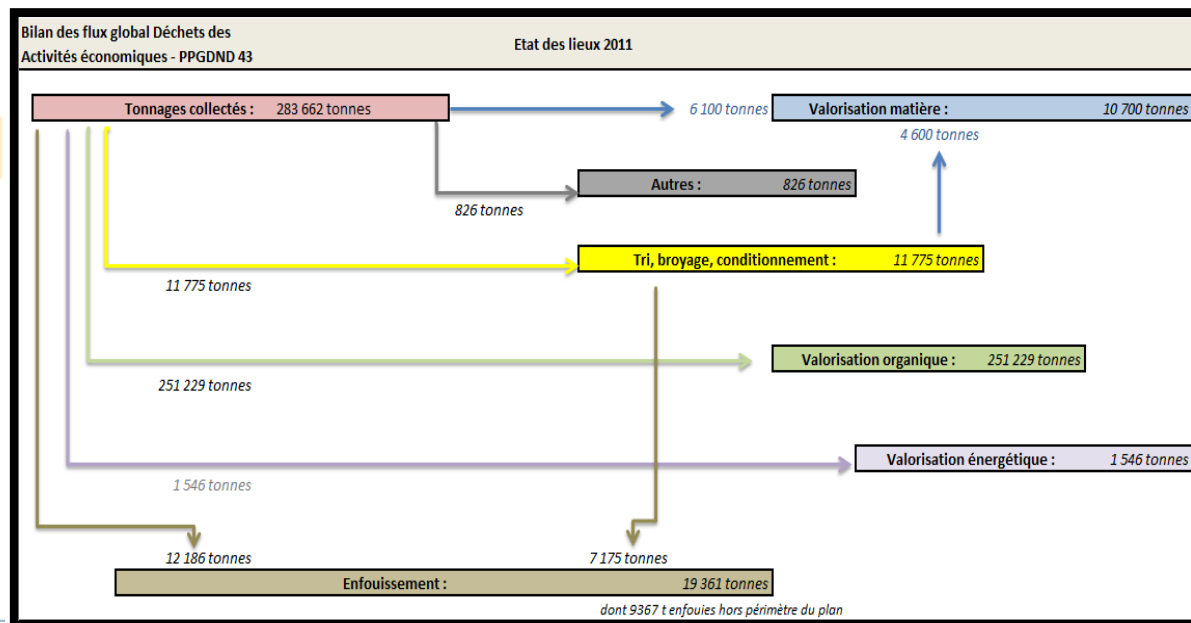 Bilan des flux global Déchets des
Activités économiques - PPGDND 43
Etat des lieux 2011
Tonnages collectés : 283 662 tonnes
6 100 tonnes
Valorisation matière : 10 700 tonnes
4 600 tonnes
Autres : 826 tonnes
826 tonnes
Tri, broyage, conditionnement : 11 775 tonnes
11 775 tonnes
Valorisation organique : 251 229 tonnes
251 229 tonnes
Valorisation énergétique : 1 546 tonnes
1 546 tonnes
12 186 tonnes
7 175 tonnes
Enfouissement : 19 361 tonnes
dont 9367 t enfouies hors périmètre du plan